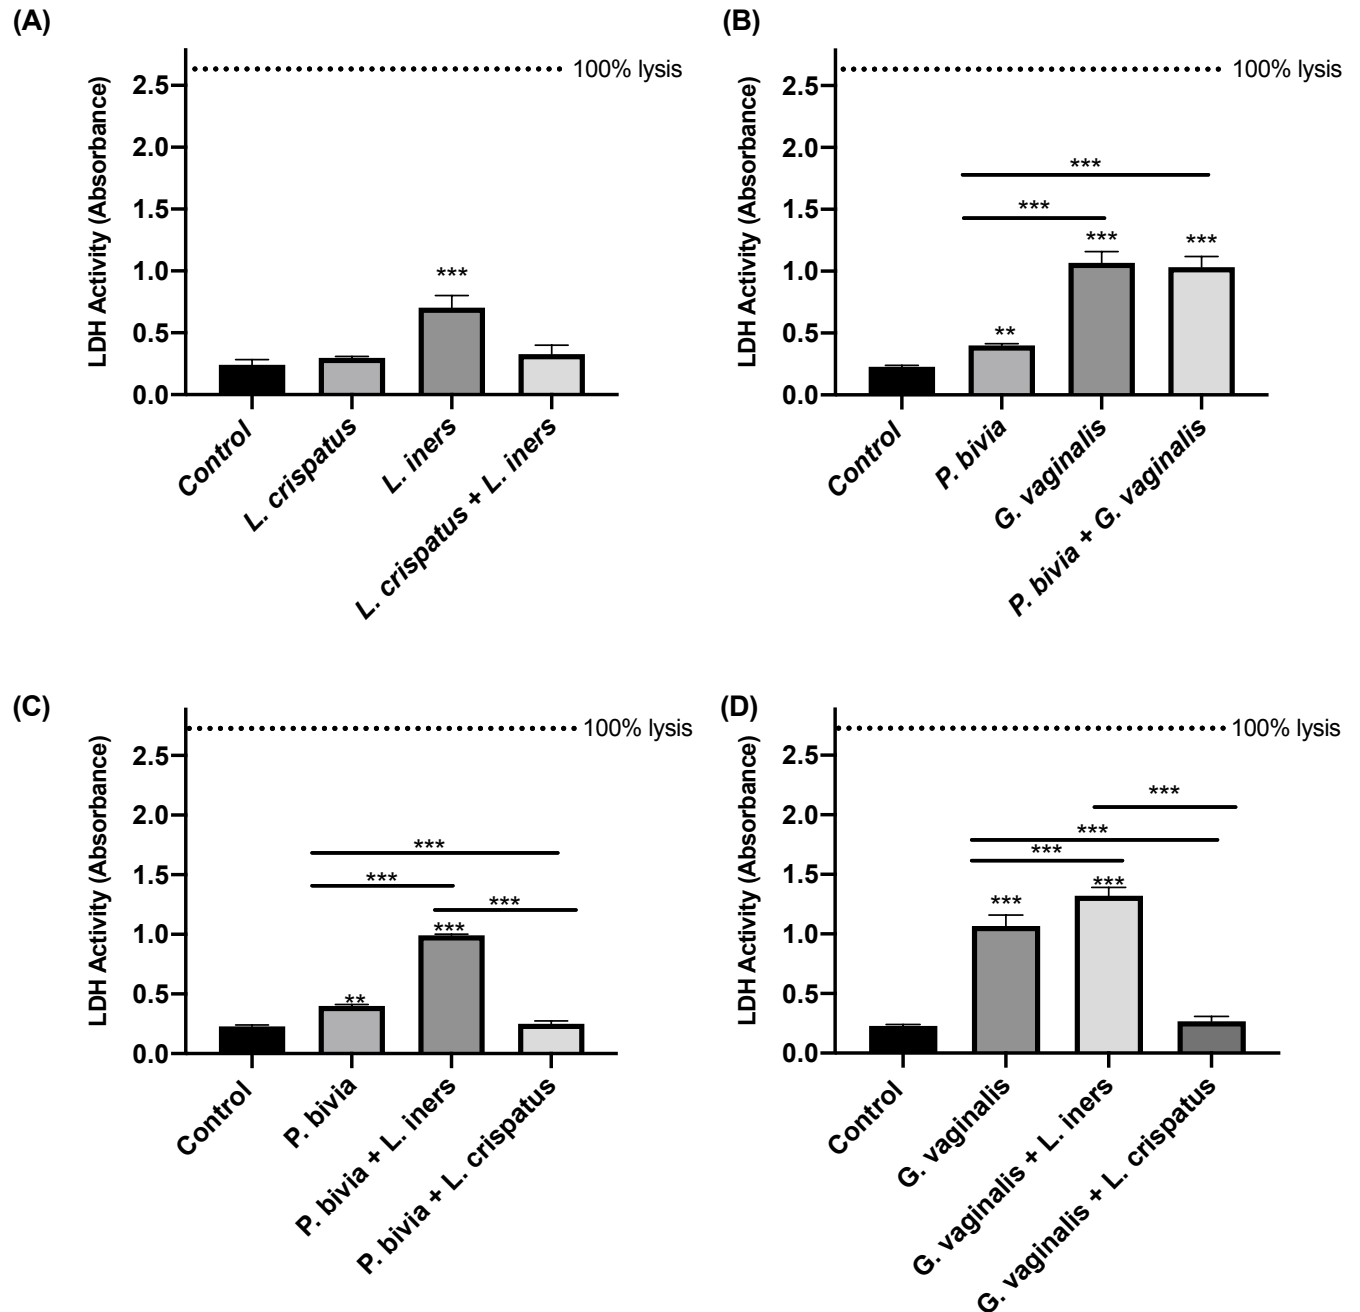 (A)
LDH Activity (Absorbance)
2.5
2.0
1.5
1.0
0.5
0.0
100% lysis
***
Control
L. crispatus
L. iners
L. crispatus + L. iners
(B)
LDH Activity (Absorbance)
2.5
2.0
1.5
1.0
0.5
0.0
100% lysis
***
***
***
***
**
Control
P. bivia
G. vaginalis
P. bivia + G. vaginalis
(C)
LDH Activity (Absorbance)
2.5
2.0
1.5
1.0
0.5
0.0
100% lysis
***
***
***
***
**
Control
P. bivia
P. bivia + L. iners
P. bivia + L. crispatus
(D)
LDH Activity (Absorbance)
2.5
2.0
1.5
1.0
0.5
0.0
100% lysis
***
***
***
***
***
Control
G. vaginalis
G. vaginalis + L. iners
G. vaginalis + L. crispatus